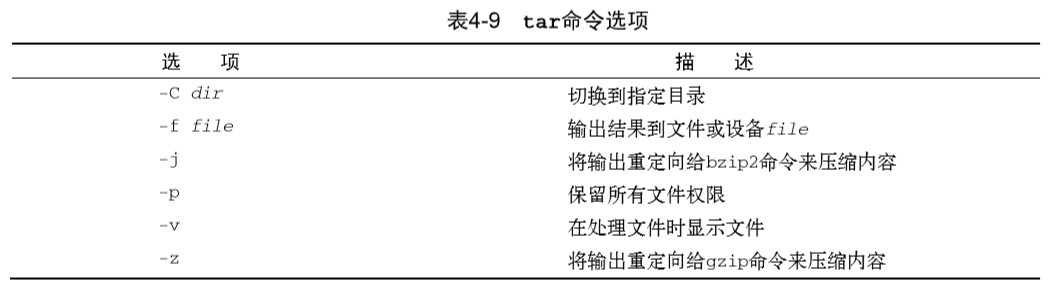 表4-9 tar命令选项
选 项 描 述
-C dir 切换到指定目录
-f file 输出结果到文件或设备file
-j 将输出重定向给bzip2命令来压缩内容
-p 保留所有文件权限
-v 在处理文件时显示文件
-z 将输出重定向给gzip命令来压缩内容